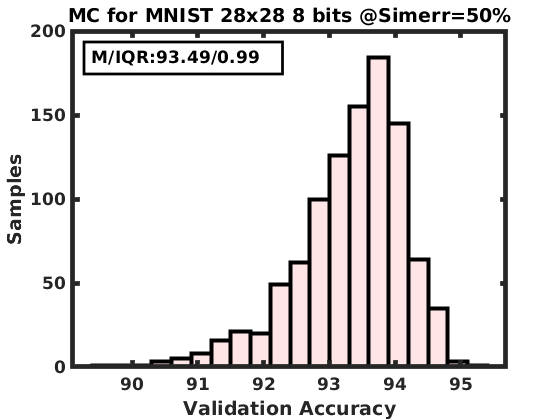 MC for MNIST 28x28 8 bits @Simerr=50%
M/IQR:93.49/0.99
200
150
100
50
0
Samples
90 91 92 93 94 95
Validation Accuracy